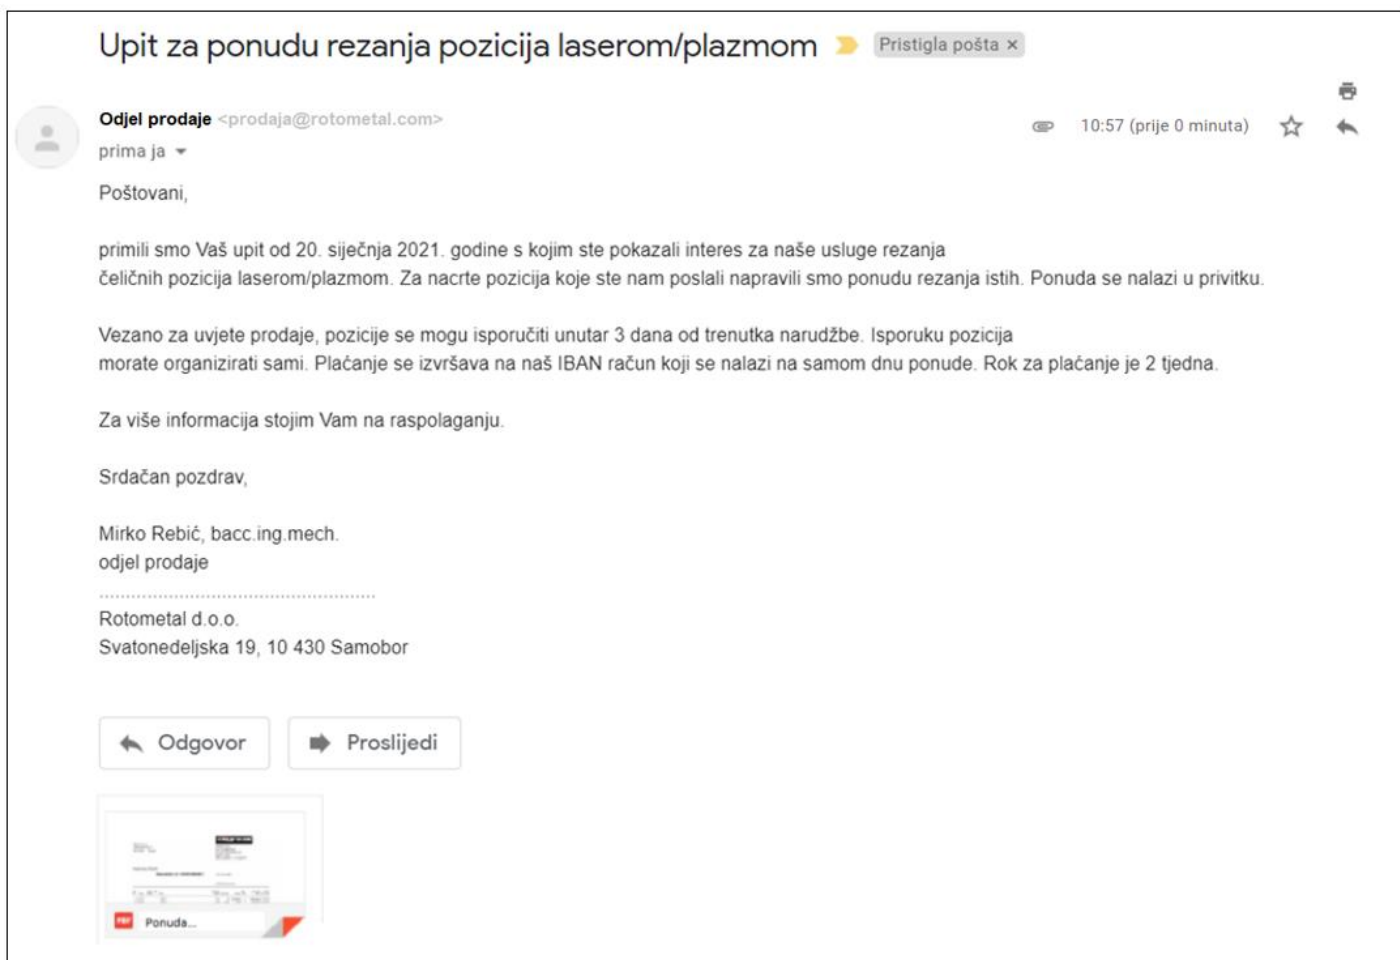 Upit za ponudu rezanja pozicija laserom/plazmom Pristigla pošta ×
Odjel prodaje <prodaja@rotometal.com>
10:57 (prije 0 minuta)
prima ja
Poštovani,
primili smo Vaš upit od 20. siječnja 2021. godine s kojim ste pokazali interes za naše usluge rezanja
čeličnih pozicija laserom/plazmom. Za nacrte pozicija koje ste nam poslali napravili smo ponudu rezanja istih. Ponuda se nalazi u privitku.
Vezano za uvjete prodaje, pozicije se mogu isporučiti unutar 3 dana od trenutka narudžbe. Isporuku pozicija
morate organizirati sami. Plaćanje se izvršava na naš IBAN račun koji se nalazi na samom dnu ponude. Rok za plaćanje je 2 tjedna.
Za više informacija stojim Vam na raspolaganju.
Srdačan pozdrav,
Mirko Rebić, bacc.ing.mech.
odjel prodaje
....................................................
Rotometal d.o.o.
Svatonedeljska 19, 10 430 Samobor
Odgovor
Proslijedi
PDF Ponuda...